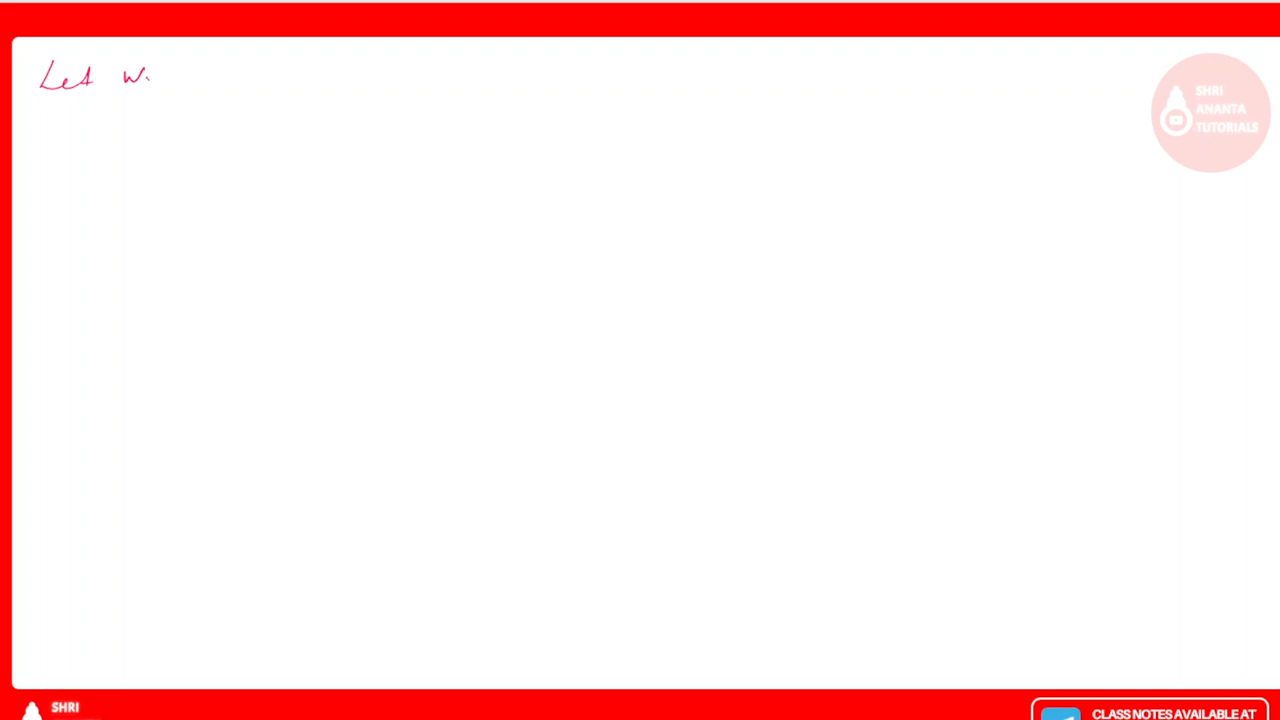 Let w.
SHRI
ANANTA
TUTORIALS
SHRI
CLASS NOTES AVAILABLE AT